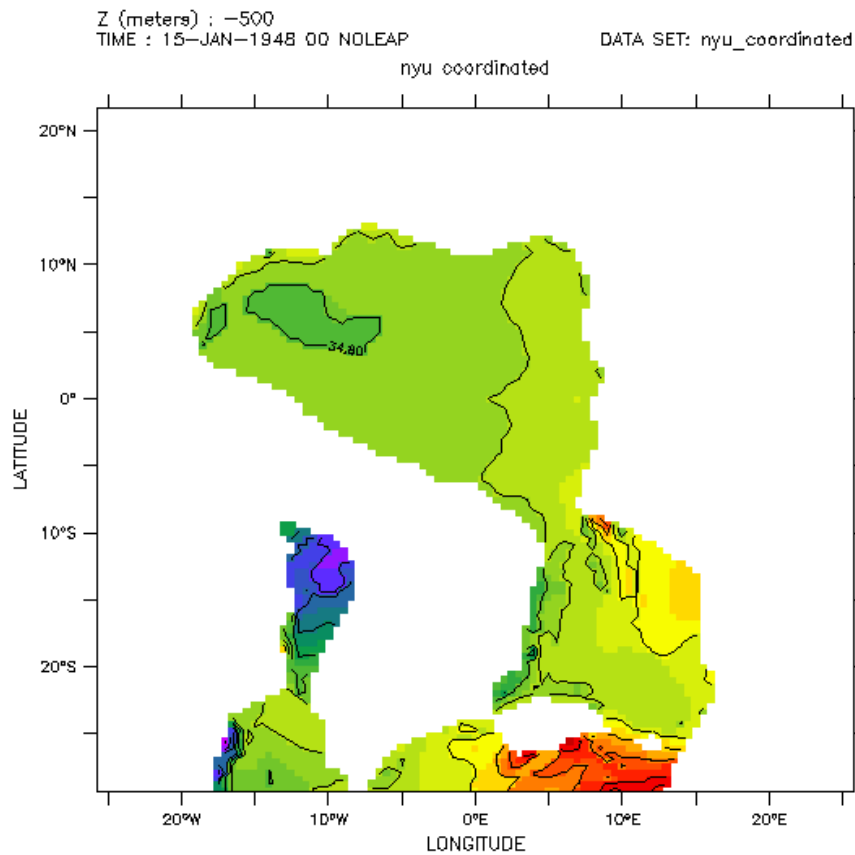 Z (meters) : -500
TIME : 15-JAN-1948 00 NOLEAP
DATA SET: nyu_coordinated
nyu coordinated
20°N
10°N
0°
10°S
20°S
34.80
LATITUDE
20°W
10°W
0°E
10°E
20°E
LONGITUDE